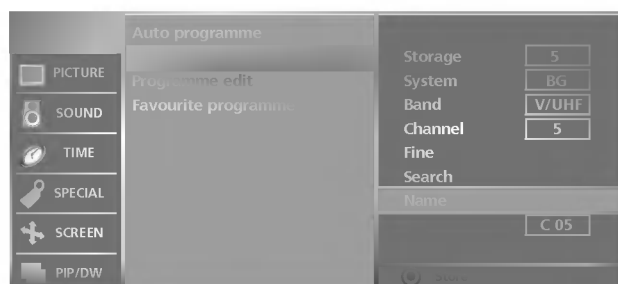 PICTURE
SOUND
TIME
SPECIAL
SCREEN
PIP/DW
Auto programme
Programme edit
Favourite programme
Storage 5
System BG
Band V/UHF
Channel 5
Fine
Search
Name
C 05
Store